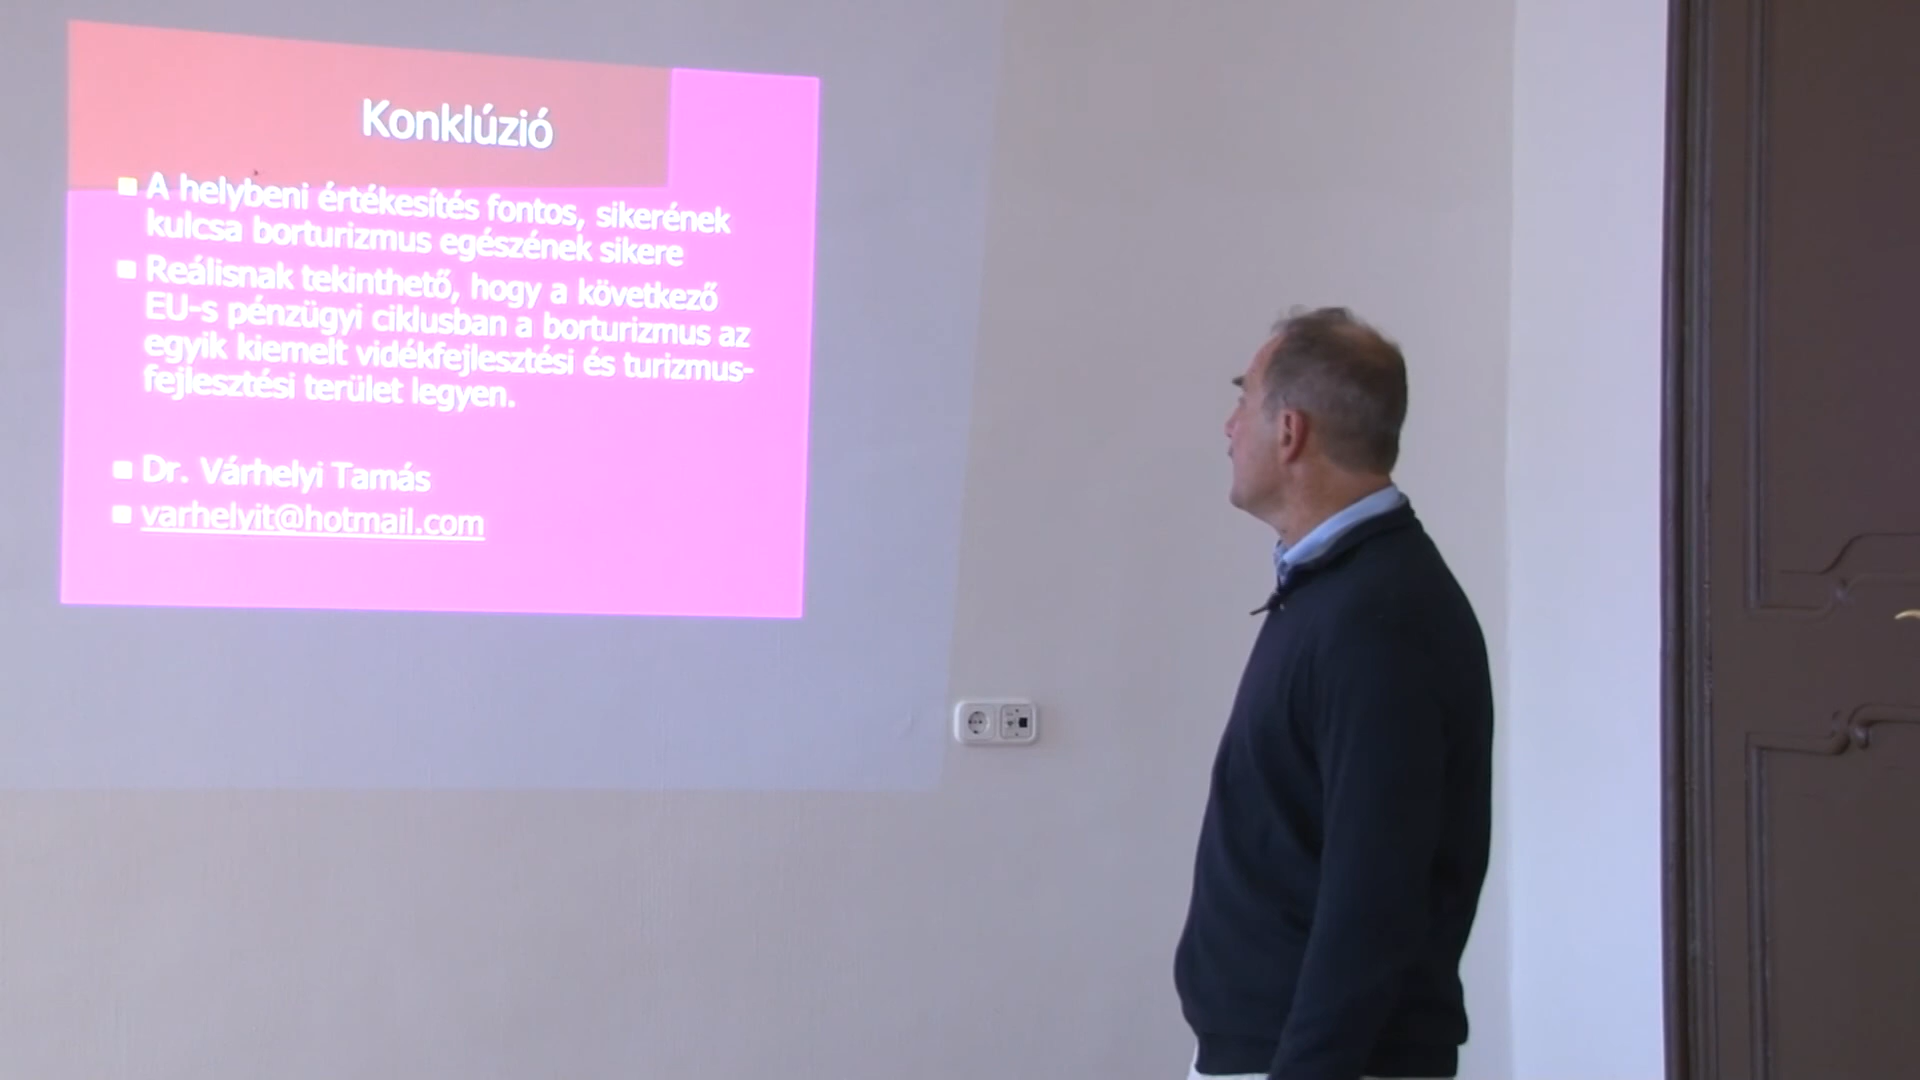 Konklúzió
A helybeni értékesítés fontos, sikerének
kulcsa borturizmus egészének sikere
Reálisnak tekinthető, hogy a következő
EU-s pénzügyi ciklusban a borturizmus az
egyik kiemelt vidékfejlesztési és turizmus-
fejlesztési terület legyen.
Dr. Várhelyi Tamás
varhelyit@hotmail.com